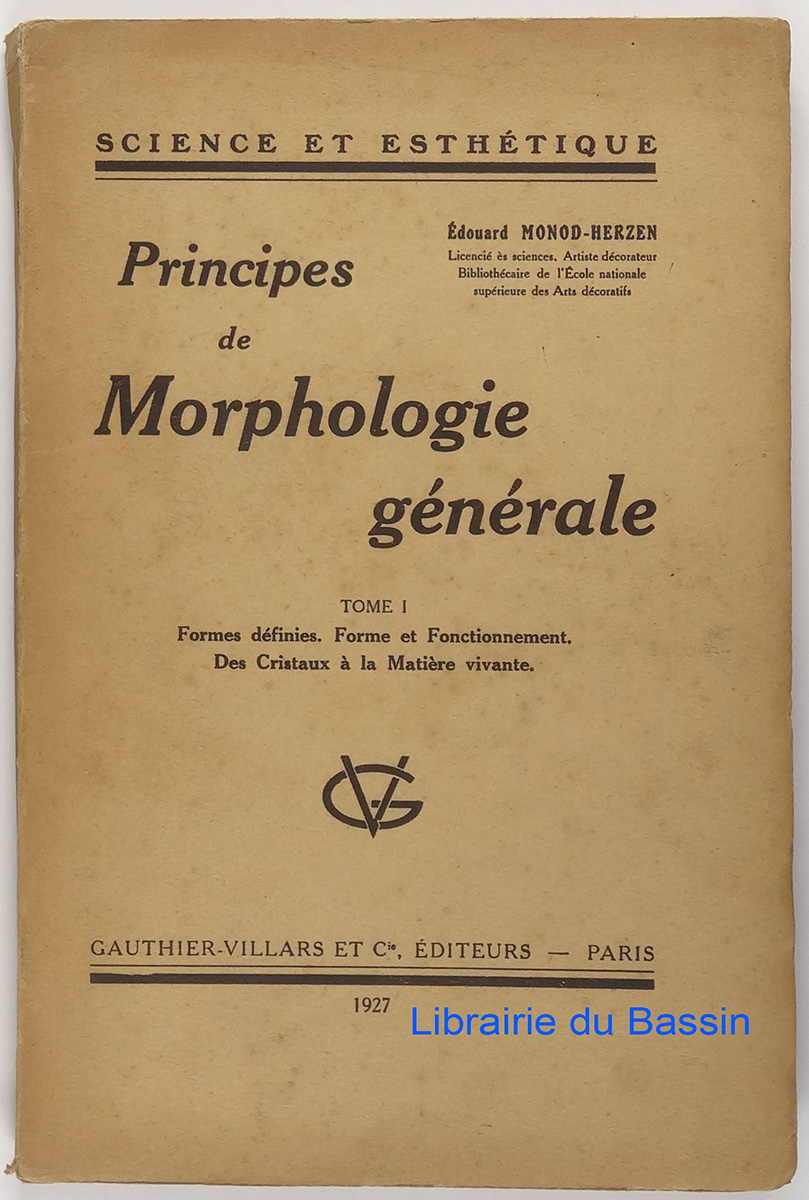 SCIENCE ET ESTHÉTIQUE
Édouard MONOD-HERZEN
Licencié ès sciences. Artiste décorateur
Bibliothécaire de l'École nationale
supérieure des Arts décoratifs
Principes
de
Morphologie
générale
TOME I
Formes définies. Forme et Fonctionnement.
Des Cristaux à la Matière vivante.
GV
GAUTHIER-VILLARS ET Cie, ÉDITEURS — PARIS
1927
Librairie du Bassin